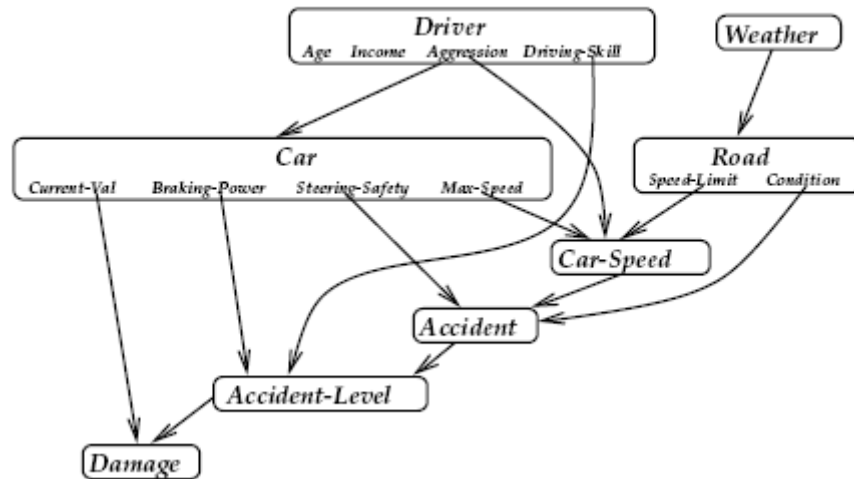 Driver
Age Income Aggression Driving-Skill
Weather
Car
Current-Val Braking-Power Steering-Safety Max-Speed
Road
Speed-Limit Condition
Car-Speed
Accident
Accident-Level
Damage